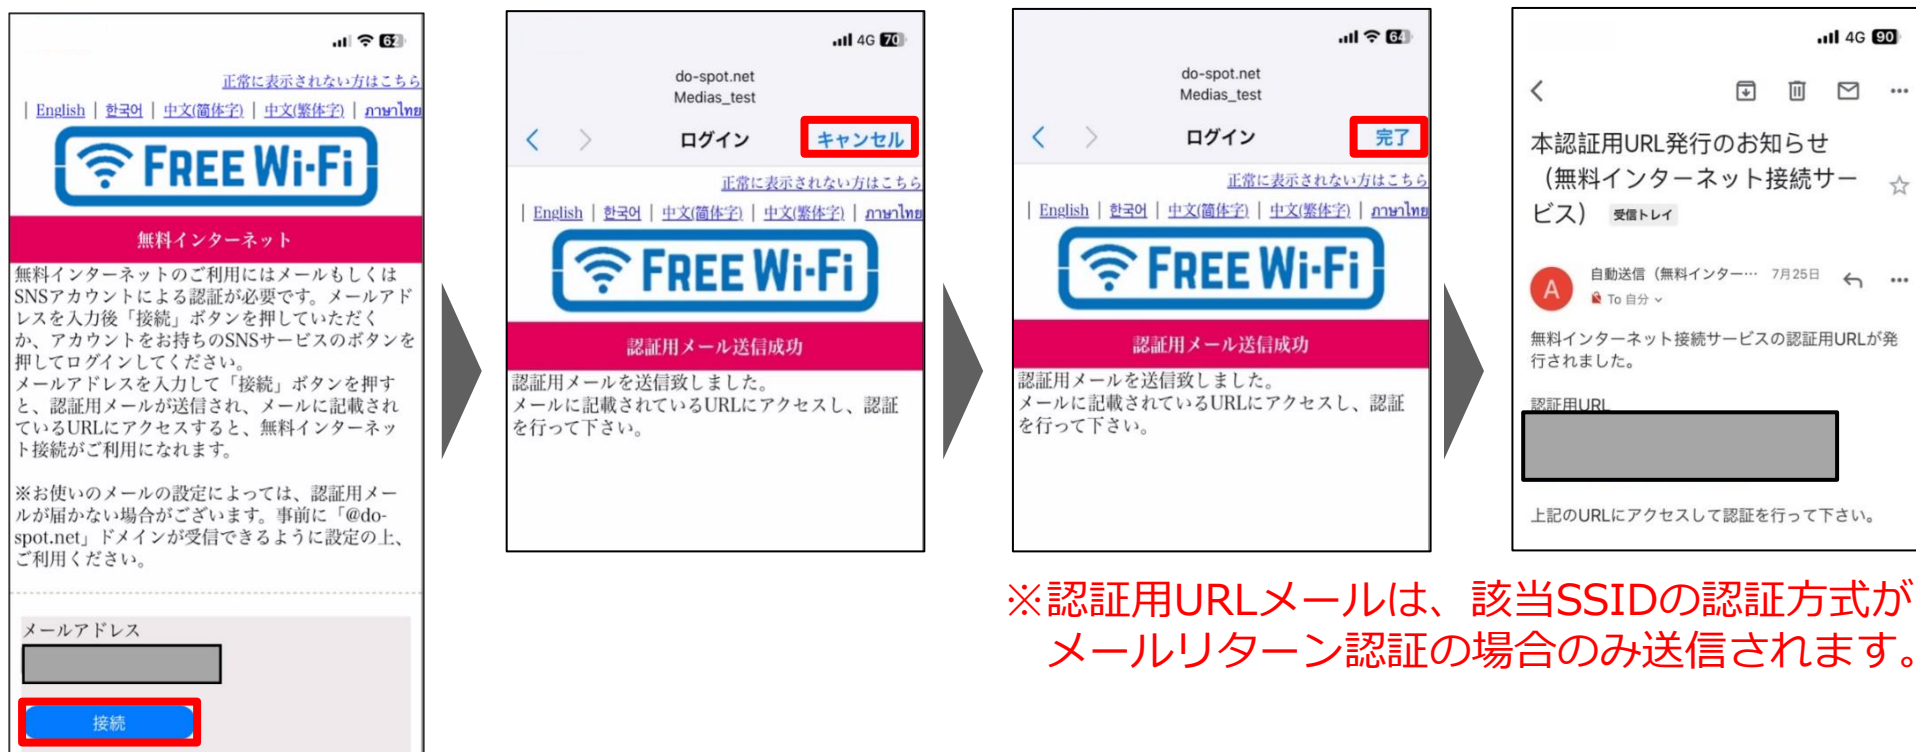 62
正常に表示されない方はこちら
| English | 한국어 | 中文(简体字) | 中文(繁体字) | ภาษาไทย
FREE Wi-Fi
無料インターネット
無料インターネットのご利用にはメールもしくは
SNSアカウントによる認証が必要です。メールアド
レスを入力後「接続」ボタンを押していただく
か、アカウントをお持ちのSNSサービスのボタンを
押してログインしてください。
メールアドレスを入力して「接続」ボタンを押す
と、認証用メールが送信され、メールに記載され
ているURLにアクセスすると、無料インターネッ
ト接続がご利用になれます。
※お使いのメールの設定によっては、認証用メー
ルが届かない場合がございます。事前に「@do-
spot.net」ドメインが受信できるように設定の上、
ご利用ください。
メールアドレス
接続
4G 70
do-spot.net
Medias_test
ログイン
キャンセル
正常に表示されない方はこちら
| English | 한국어 | 中文(简体字) | 中文(繁体字) | ภาษาไทย
FREE Wi-Fi
認証用メール送信成功
認証用メールを送信致しました。
メールに記載されているURLにアクセスし、認証
を行って下さい。
64
do-spot.net
Medias_test
ログイン
完了
正常に表示されない方はこちら
| English | 한국어 | 中文(简体字) | 中文(繁体字) | ภาษาไทย
FREE Wi-Fi
認証用メール送信成功
認証用メールを送信致しました。
メールに記載されているURLにアクセスし、認証
を行って下さい。
4G 90
本認証用URL発行のお知らせ
（無料インターネット接続サー
ビス） 受信トレイ
A
自動送信（無料インター… 7月25日
To 自分
無料インターネット接続サービスの認証用URLが発
行されました。
認証用URL
上記のURLにアクセスして認証を行って下さい。
※認証用URLメールは、該当SSIDの認証方式が
メールリターン認証の場合のみ送信されます。